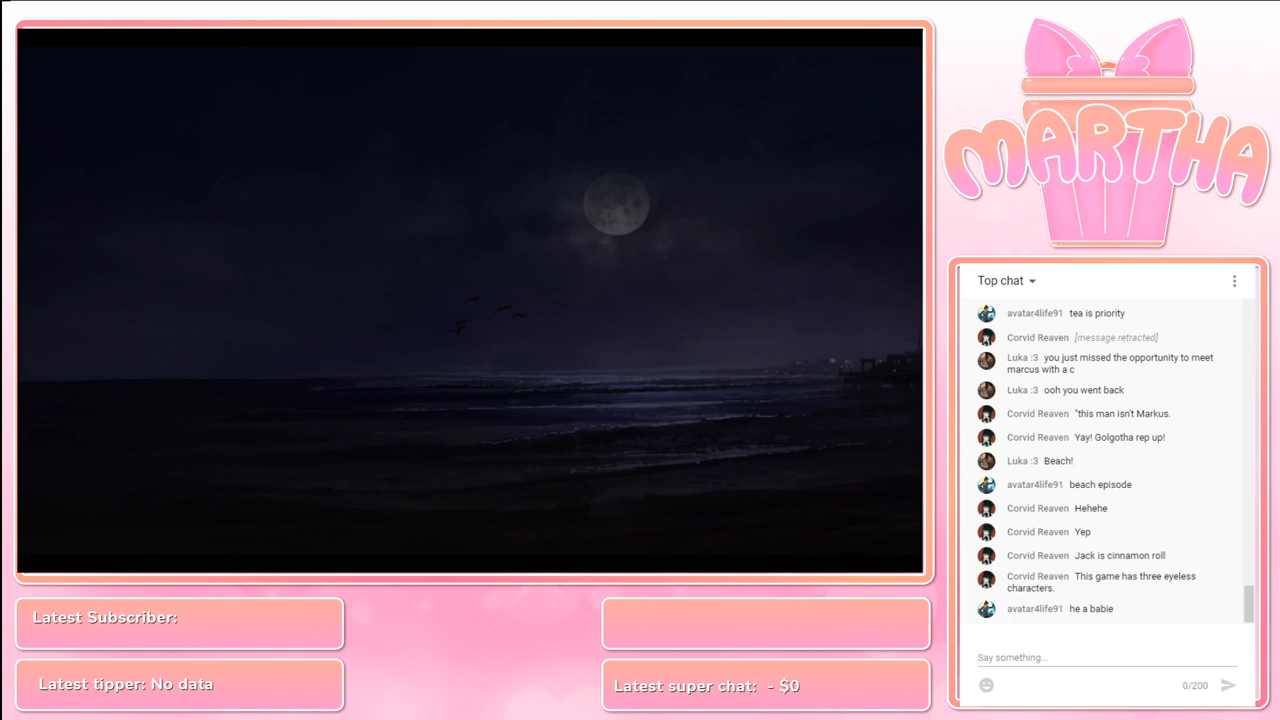 MARTHA
Top chat
avatar4life91 tea is priority
Corvid Reaven [message retracted]
Luka :3 you just missed the opportunity to meet
marcus with a c
Luka :3 ooh you went back
Corvid Reaven "this man isn't Markus.
Corvid Reaven Yay! Golgotha rep up!
Luka :3 Beach!
avatar4life91 beach episode
Corvid Reaven Hehehe
Corvid Reaven Yep
Corvid Reaven Jack is cinnamon roll
Corvid Reaven This game has three eyeless
characters.
avatar4life91 he a babie
Say something...
0/200
Latest Subscriber:
Latest tipper: No data
Latest super chat: - $0